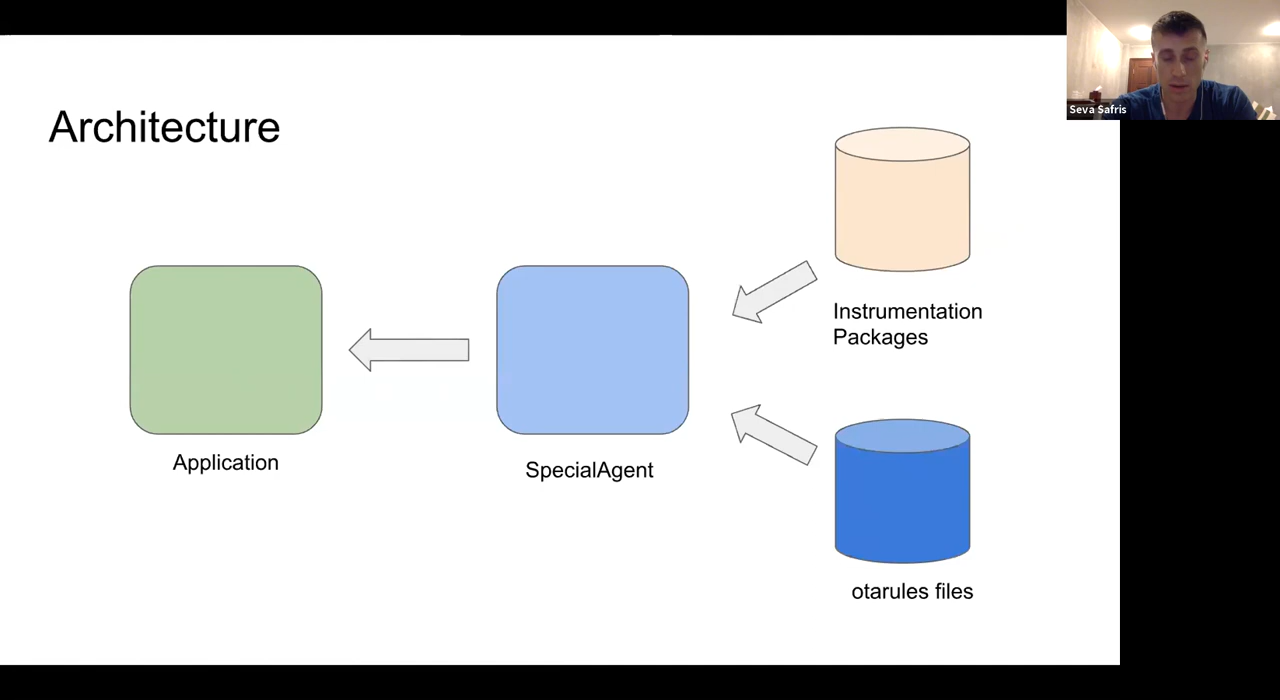 Seva Safris
Architecture
Instrumentation
Packages
Application
SpecialAgent
otarules files